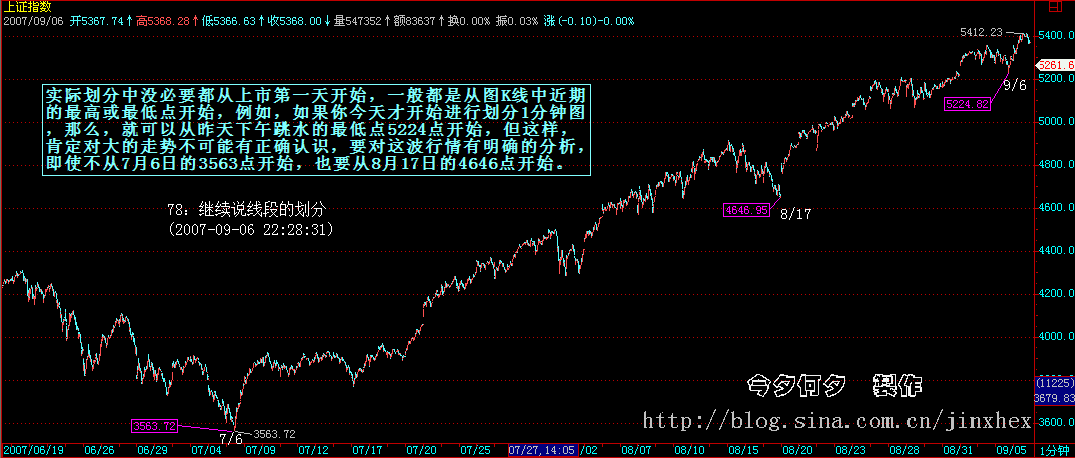 上证指数
2007/09/06 开5367.74↑高5368.28↑低5366.63↑收5368.00↓量547352↑额83637↑换0.00% 振0.03% 涨(-0.10)-0.00%
5412.23
5400.0
5261.6
9/6
5200.0
5224.82
实际划分中没必要都从上市第一天开始，一般都是从图K线中近期
的最高或最低点开始，例如，如果你今天才开始进行划分1分钟图
，那么，就可以从昨天下午跳水的最低点5224点开始，但这样，
肯定对大的走势不可能有正确认识，要对这波行情有明确的分析，
即使不从7月6日的3563点开始，也要从8月17日的4646点开始。
5000.0
4800.0
4646.95
8/17
4600.0
78：继续说线段的划分
(2007-09-06 22:28:31)
4400.0
4200.0
4000.0
今夕何夕 製作
(11225)
3679.83
http://blog.sina.com.cn/jinxhex
3600.0
3563.72
7/6
3563.72
2007/06/19 06/26 06/29 07/04 07/09 07/12 07/17 07/20 07/25 07/27,14:05 /02 08/07 08/10 08/15 08/20 08/23 08/28 08/31 09/05 1分钟